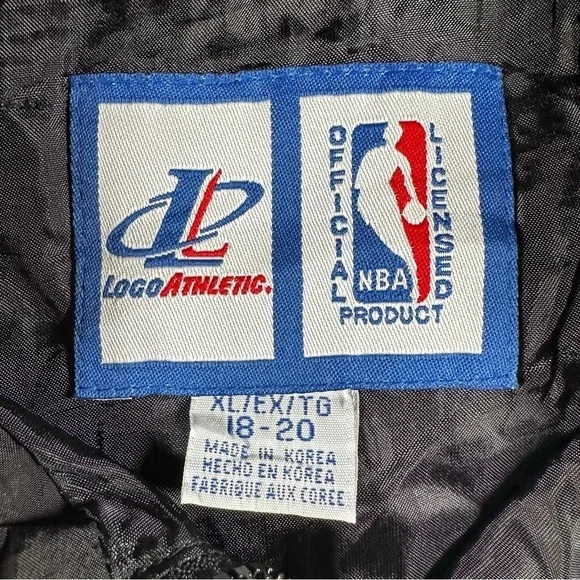 LOGO ATHLETIC.
OFFICIAL
LICENSED
NBA
PRODUCT
XL/EX/TG
18-20
MADE IN KOREA
HECHO EN KOREA
FABRIQUE AUX COREE